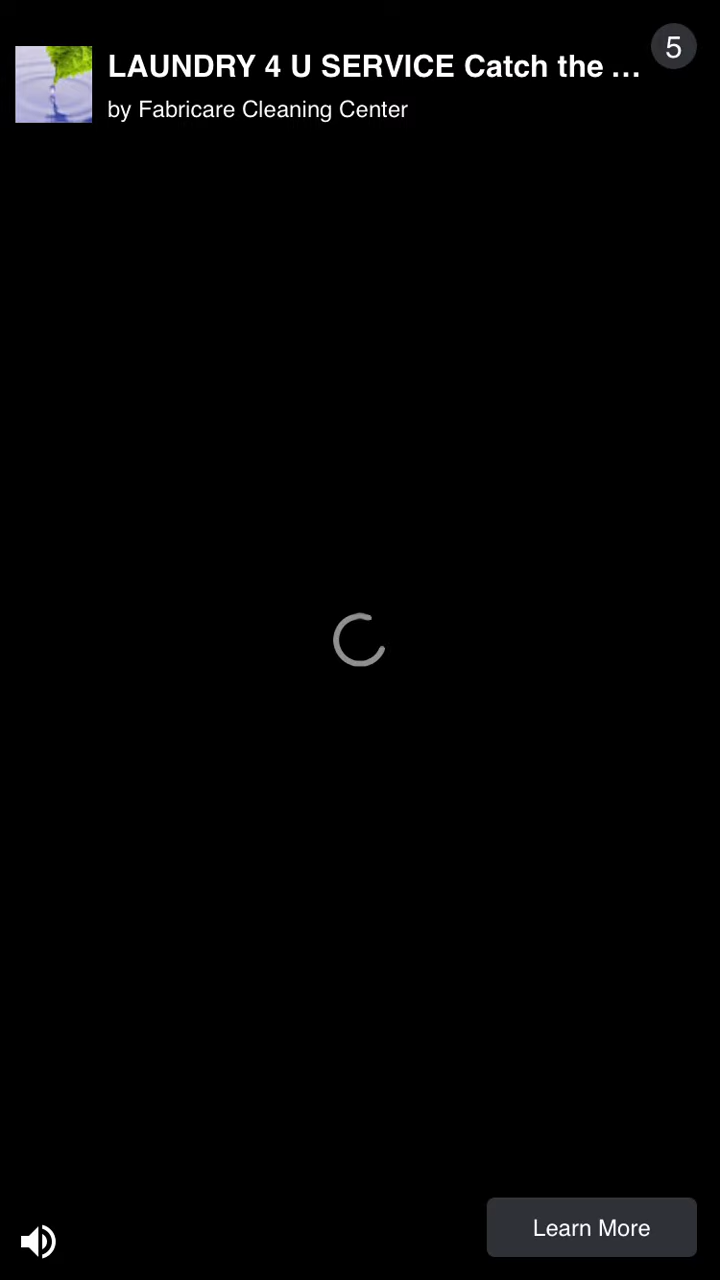 LAUNDRY 4 U SERVICE Catch the ...
5
by Fabricare Cleaning Center
Learn More